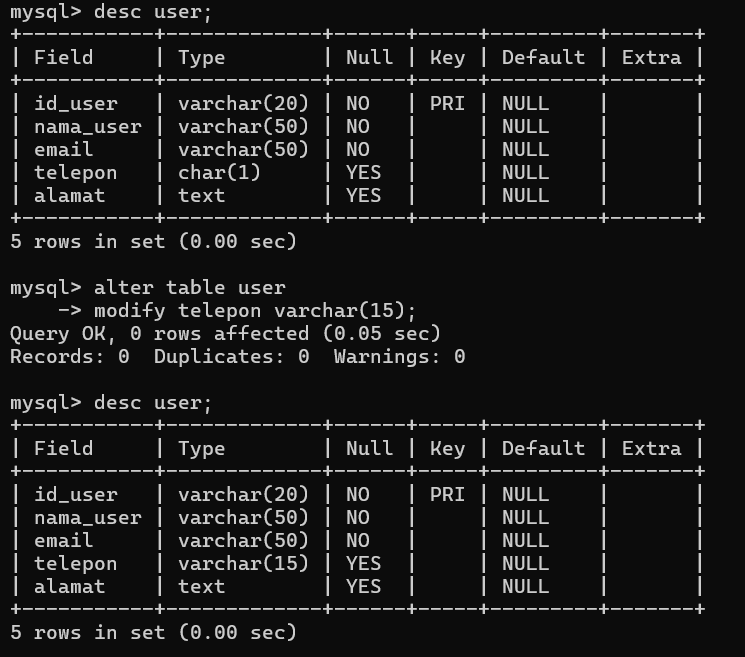 mysql> desc user;
+------------+--------------+------+-----+---------+-------+
| Field      | Type         | Null | Key | Default | Extra |
+------------+--------------+------+-----+---------+-------+
| id_user    | varchar(20)  | NO   | PRI | NULL    |       |
| nama_user  | varchar(50)  | NO   |     | NULL    |       |
| email      | varchar(50)  | NO   |     | NULL    |       |
| telepon    | char(1)      | YES  |     | NULL    |       |
| alamat     | text         | YES  |     | NULL    |       |
+------------+--------------+------+-----+---------+-------+
5 rows in set (0.00 sec)

mysql> alter table user
    -> modify telepon varchar(15);
Query OK, 0 rows affected (0.05 sec)
Records: 0  Duplicates: 0  Warnings: 0

mysql> desc user;
+------------+--------------+------+-----+---------+-------+
| Field      | Type         | Null | Key | Default | Extra |
+------------+--------------+------+-----+---------+-------+
| id_user    | varchar(20)  | NO   | PRI | NULL    |       |
| nama_user  | varchar(50)  | NO   |     | NULL    |       |
| email      | varchar(50)  | NO   |     | NULL    |       |
| telepon    | varchar(15)  | YES  |     | NULL    |       |
| alamat     | text         | YES  |     | NULL    |       |
+------------+--------------+------+-----+---------+-------+
5 rows in set (0.00 sec)